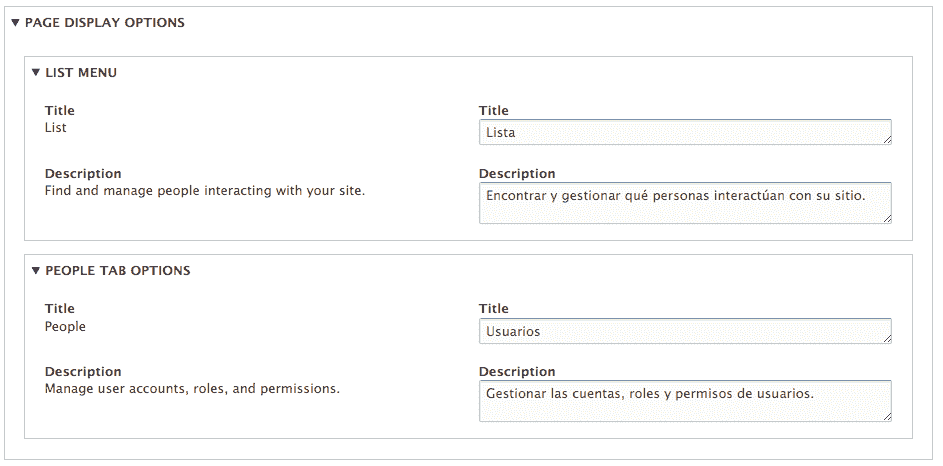 PAGE DISPLAY OPTIONS
LIST MENU
Title
List
Title
Lista
Description
Find and manage people interacting with your site.
Description
Encontrar y gestionar qué personas interactúan con su sitio.
PEOPLE TAB OPTIONS
Title
People
Title
Usuarios
Description
Manage user accounts, roles, and permissions.
Description
Gestionar las cuentas, roles y permisos de usuarios.